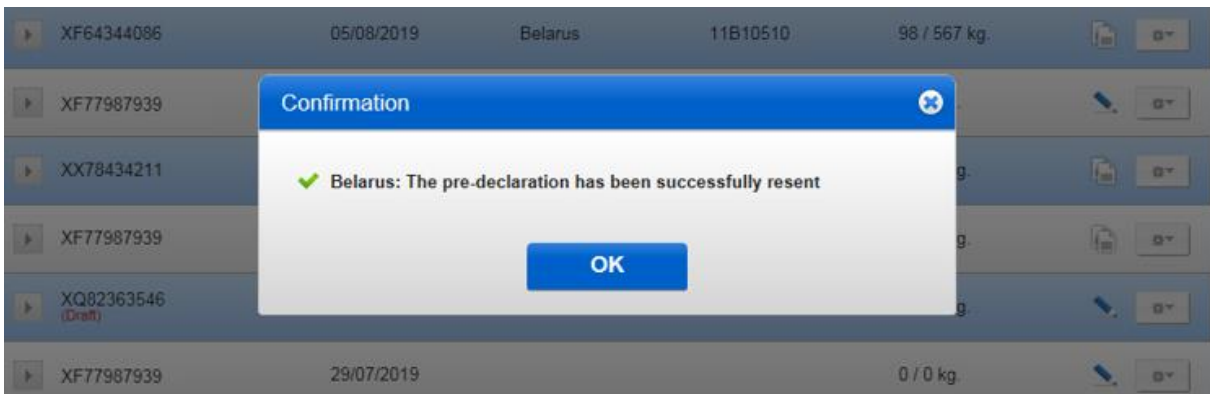 XF64344086 05/08/2019 Belarus 11B10510 98 / 567 kg.
XF77987939
Confirmation
XX78434211 g.
Belarus: The pre-declaration has been successfully resent
XF77987939 g.
OK
XQ82363546 g.
(Draft)
XF77987939 29/07/2019 0 / 0 kg.